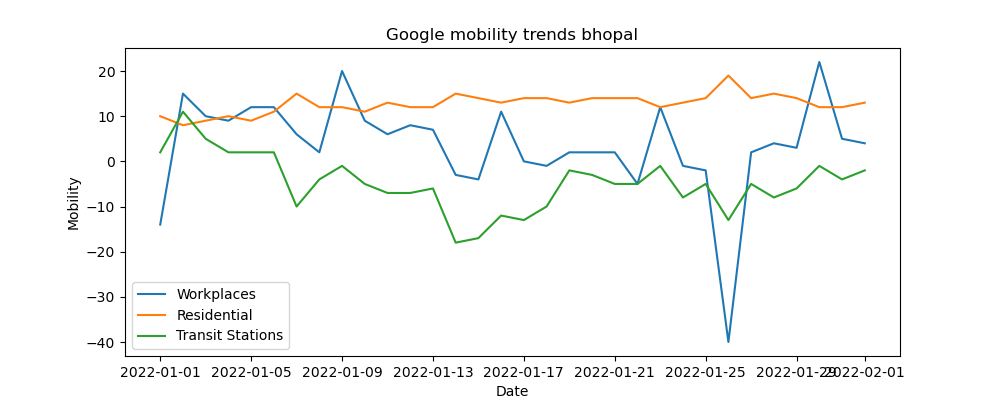 Google mobility trends bhopal
20
10
0
−10
−20
−30
−40
Mobility
Workplaces
Residential
Transit Stations
2022-01-01 2022-01-05 2022-01-09 2022-01-13 2022-01-17 2022-01-21 2022-01-25 2022-01-29 2022-02-01
Date